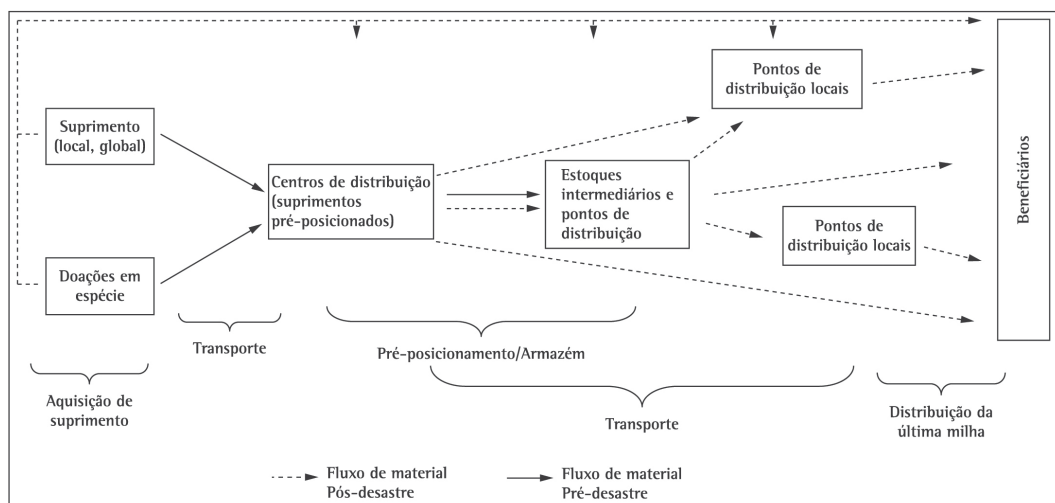 Suprimento
(local, global)
Doações em
espécie
Centros de distribuição
(suprimentos
pré-posicionados)
Estoques
intermediários e
pontos de
distribuição
Pontos de
distribuição locais
Pontos de
distribuição locais
Beneficiários
Transporte
Pré-posicionamento/Armazém
Aquisição de
suprimento
Transporte
Distribuição da
última milha
Fluxo de material
Pós-desastre
Fluxo de material
Pré-desastre